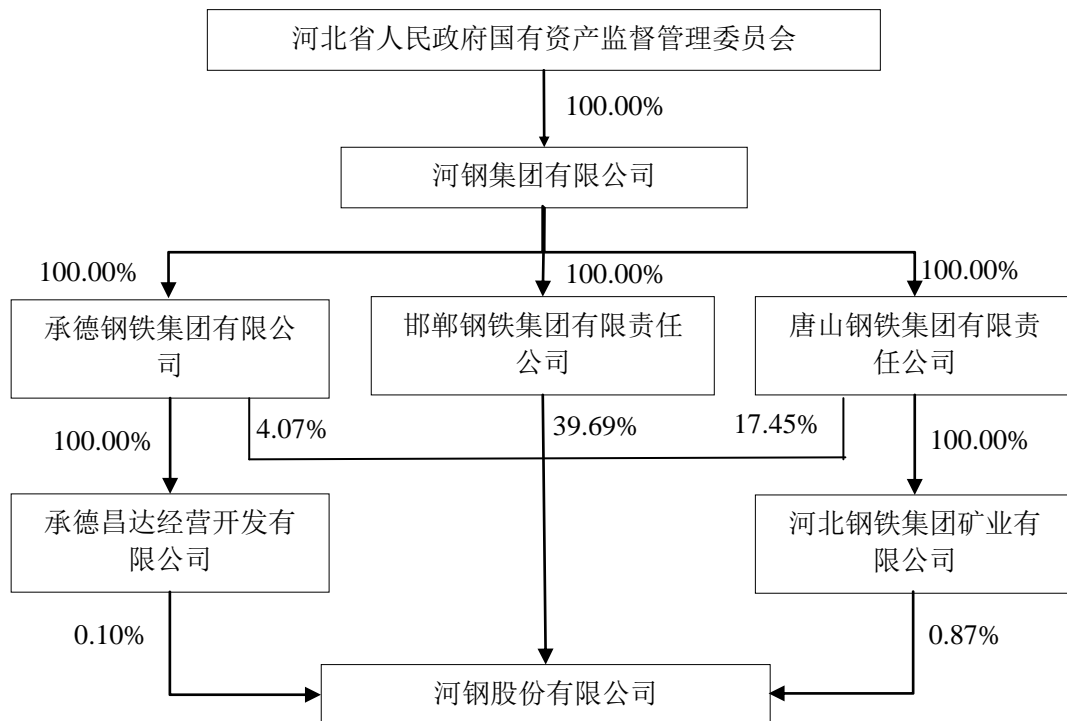 河北省人民政府国有资产监督管理委员会
100.00%
河钢集团有限公司
100.00%
100.00%
100.00%
承德钢铁集团有限公
司
邯郸钢铁集团有限责任
公司
唐山钢铁集团有限责
任公司
100.00%
4.07%
39.69%
17.45%
100.00%
承德昌达经营开发有
限公司
河北钢铁集团矿业有
限公司
0.10%
0.87%
河钢股份有限公司